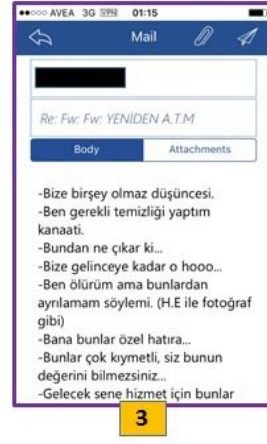 AVEA 3G VPN 01:15
Mail
Re: Fw: Fw: YENİDEN A.T.M
Body Attachments
-Bize birşey olmaz düşüncesi.
-Ben gerekli temizliği yaptım
kanaati.
-Bundan ne çıkar ki...
-Bize gelinceye kadar o hooo...
-Ben ölürüm ama bunlardan
ayrılamam söylemi. (H.E ile fotoğraf
gibi)
-Bana bunlar özel hatıra...
-Bunlar çok kıymetli, siz bunun
değerini bilmezsiniz...
-Gelecek sene hizmet için bunlar
3